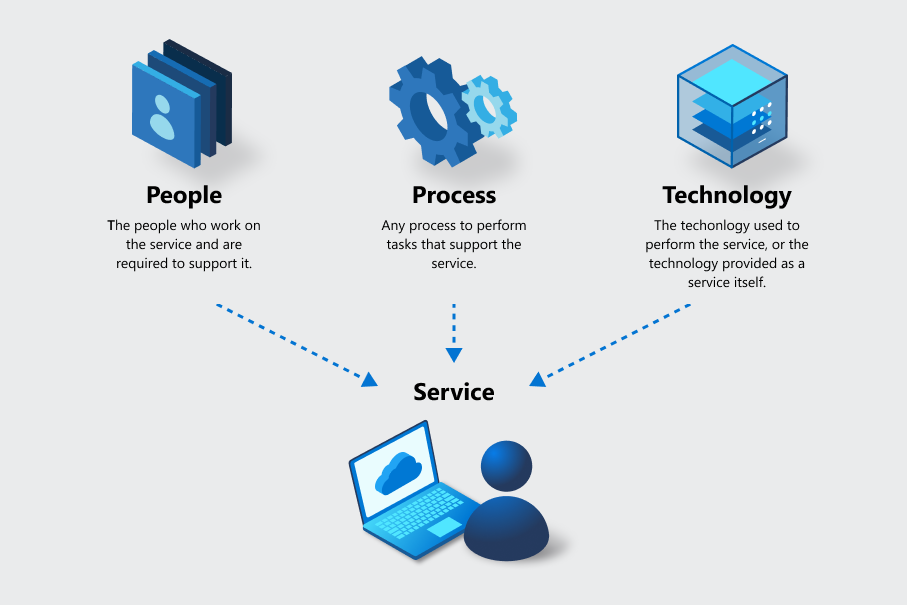 People
The people who work on
the service and are
required to support it.
Process
Any process to perform
tasks that support the
service.
Technology
The techonlogy used to
perform the service, or the
technology provided as a
service itself.
Service